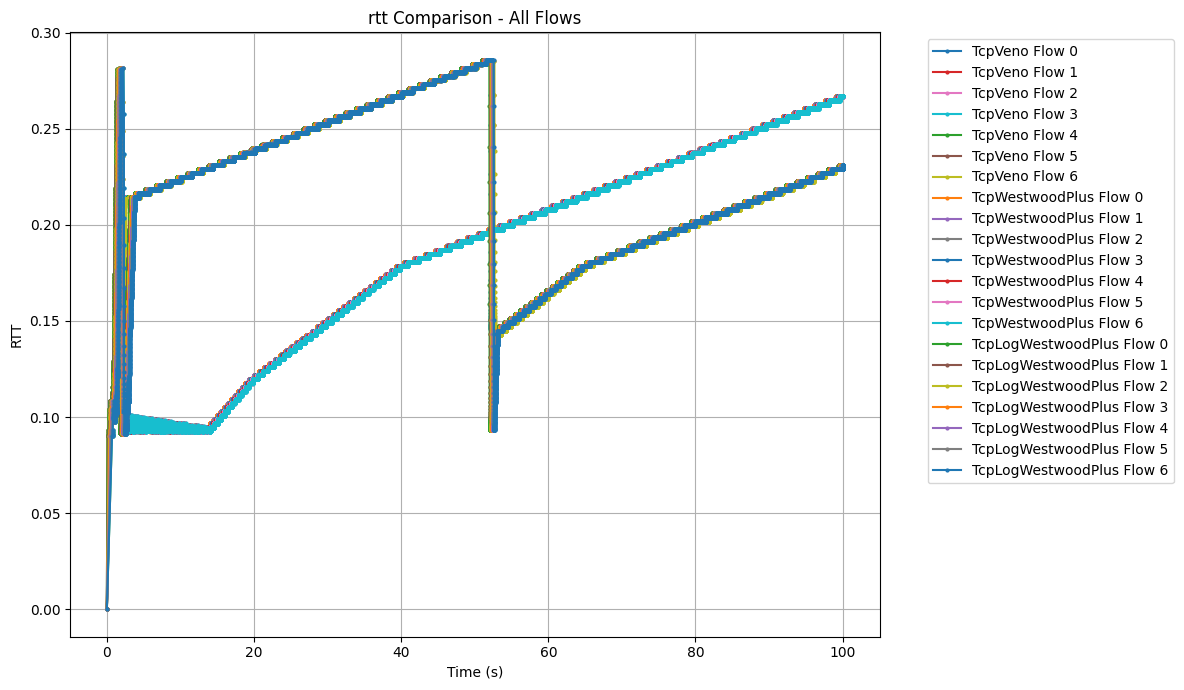 rtt Comparison - All Flows
0.30
0.25
0.20
0.15
0.10
0.05
0.00
RTT
0 20 40 60 80 100
Time (s)
TcpVeno Flow 0
TcpVeno Flow 1
TcpVeno Flow 2
TcpVeno Flow 3
TcpVeno Flow 4
TcpVeno Flow 5
TcpVeno Flow 6
TcpWestwoodPlus Flow 0
TcpWestwoodPlus Flow 1
TcpWestwoodPlus Flow 2
TcpWestwoodPlus Flow 3
TcpWestwoodPlus Flow 4
TcpWestwoodPlus Flow 5
TcpWestwoodPlus Flow 6
TcpLogWestwoodPlus Flow 0
TcpLogWestwoodPlus Flow 1
TcpLogWestwoodPlus Flow 2
TcpLogWestwoodPlus Flow 3
TcpLogWestwoodPlus Flow 4
TcpLogWestwoodPlus Flow 5
TcpLogWestwoodPlus Flow 6